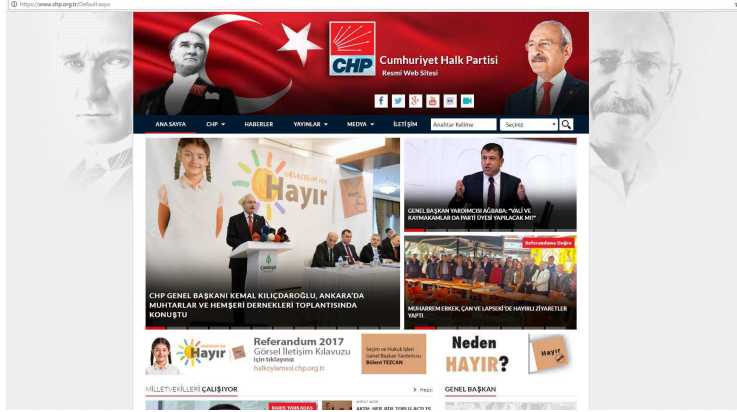 https://www.chp.org.tr/Default.aspx
CHP
Cumhuriyet Halk Partisi
Resmi Web Sitesi
ANA SAYFA
CHP
HABERLER
YAYINLAR
MEDYA
İLETİŞİM
Anahtar Kelime
Seçiniz
Hayır
CHP GENEL BAŞKANI KEMAL KILIÇDAROĞLU, ANKARA'DA
MUHTARLAR VE HEMŞERİ DERNEKLERİ TOPLANTISINDA
KONUŞTU
GENEL BAŞKAN YARDIMCISI AĞBABA: "VALİ VE
KAYMAKAMLAR DA PARTİ ÜYESİ YAPILACAK MI?"
Referanduma Doğru
MUHARREM ERKEK, ÇAN VE LAPSEKİ'DE HAYIRLI ZİYARETLER
YAPTI
Hayır
Referandum 2017
Görsel İletişim Kılavuzu
için tıklayınız
halkoylamasi.chp.org.tr
Seçim ve Hukuk İşleri
Genel Başkan Yardımcısı
Bülent TEZCAN
Neden
HAYIR?
Hayır
MİLLETVEKİLLERİ ÇALIŞIYOR
Hepsi
GENEL BAŞKAN
BARIŞ YARKADAŞ